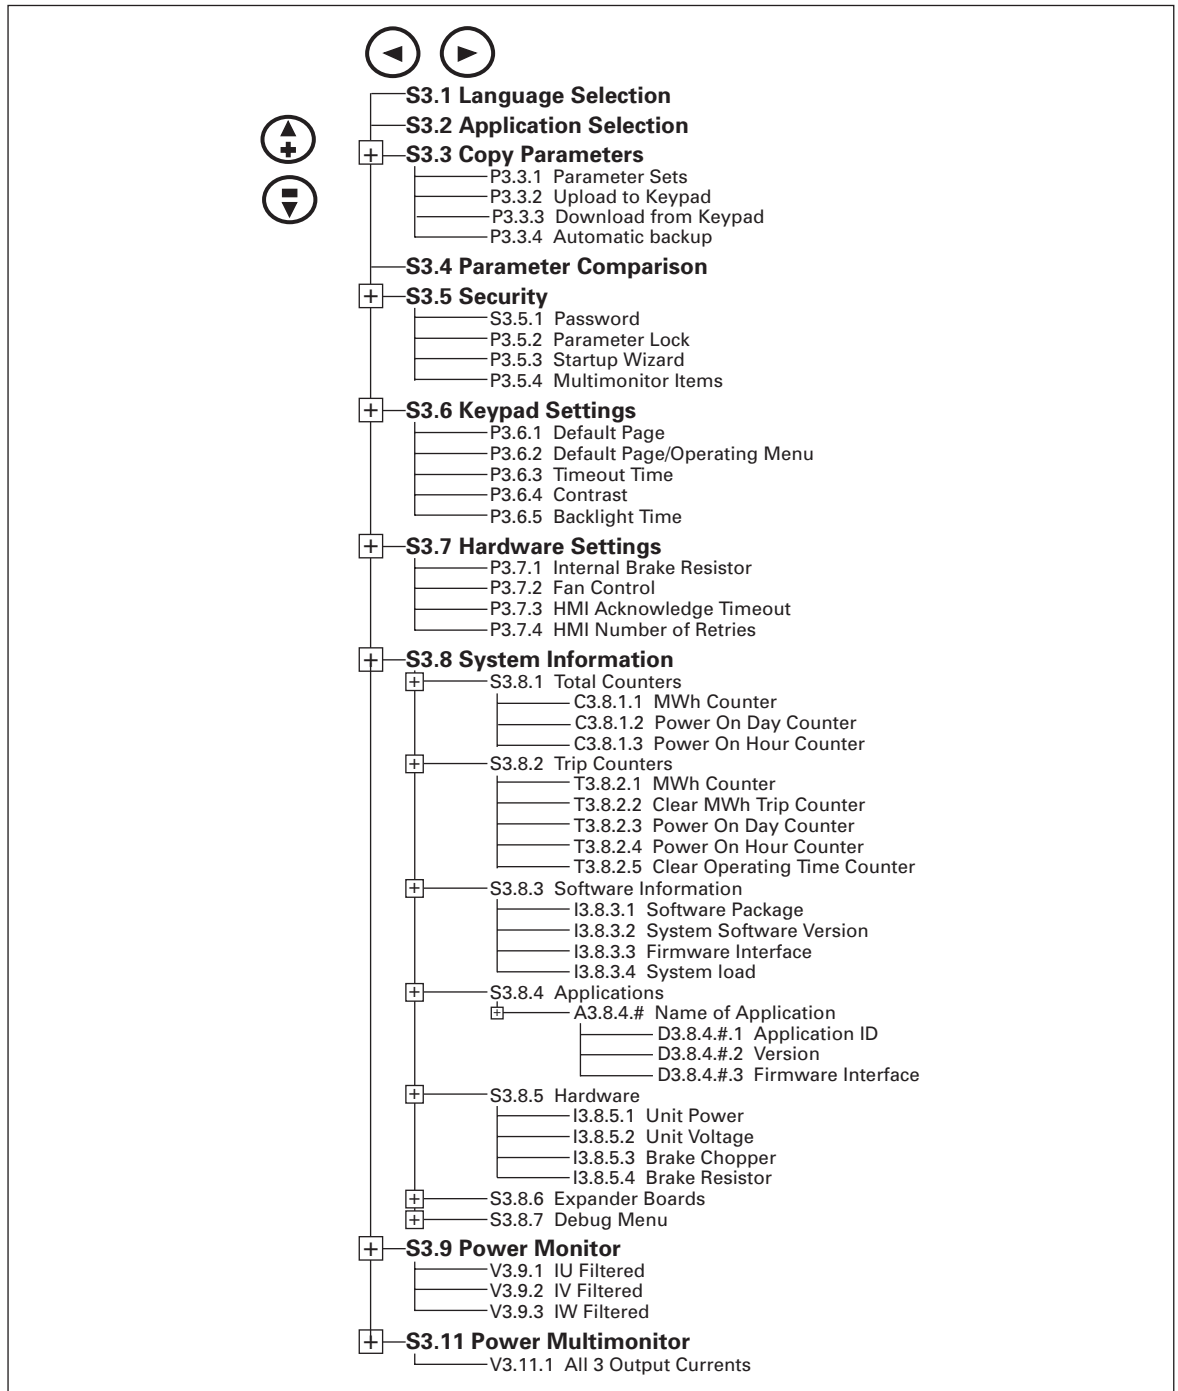 S3.1 Language Selection
S3.2 Application Selection
S3.3 Copy Parameters
P3.3.1 Parameter Sets
P3.3.2 Upload to Keypad
P3.3.3 Download from Keypad
P3.3.4 Automatic backup
S3.4 Parameter Comparison
S3.5 Security
S3.5.1 Password
P3.5.2 Parameter Lock
P3.5.3 Startup Wizard
P3.5.4 Multimonitor Items
S3.6 Keypad Settings
P3.6.1 Default Page
P3.6.2 Default Page/Operating Menu
P3.6.3 Timeout Time
P3.6.4 Contrast
P3.6.5 Backlight Time
S3.7 Hardware Settings
P3.7.1 Internal Brake Resistor
P3.7.2 Fan Control
P3.7.3 HMI Acknowledge Timeout
P3.7.4 HMI Number of Retries
S3.8 System Information
S3.8.1 Total Counters
C3.8.1.1 MWh Counter
C3.8.1.2 Power On Day Counter
C3.8.1.3 Power On Hour Counter
S3.8.2 Trip Counters
T3.8.2.1 MWh Counter
T3.8.2.2 Clear MWh Trip Counter
T3.8.2.3 Power On Day Counter
T3.8.2.4 Power On Hour Counter
T3.8.2.5 Clear Operating Time Counter
S3.8.3 Software Information
I3.8.3.1 Software Package
I3.8.3.2 System Software Version
I3.8.3.3 Firmware Interface
I3.8.3.4 System load
S3.8.4 Applications
A3.8.4.# Name of Application
D3.8.4.#.1 Application ID
D3.8.4.#.2 Version
D3.8.4.#.3 Firmware Interface
S3.8.5 Hardware
I3.8.5.1 Unit Power
I3.8.5.2 Unit Voltage
I3.8.5.3 Brake Chopper
I3.8.5.4 Brake Resistor
S3.8.6 Expander Boards
S3.8.7 Debug Menu
S3.9 Power Monitor
V3.9.1 IU Filtered
V3.9.2 IV Filtered
V3.9.3 IW Filtered
S3.11 Power Multimonitor
V3.11.1 All 3 Output Currents